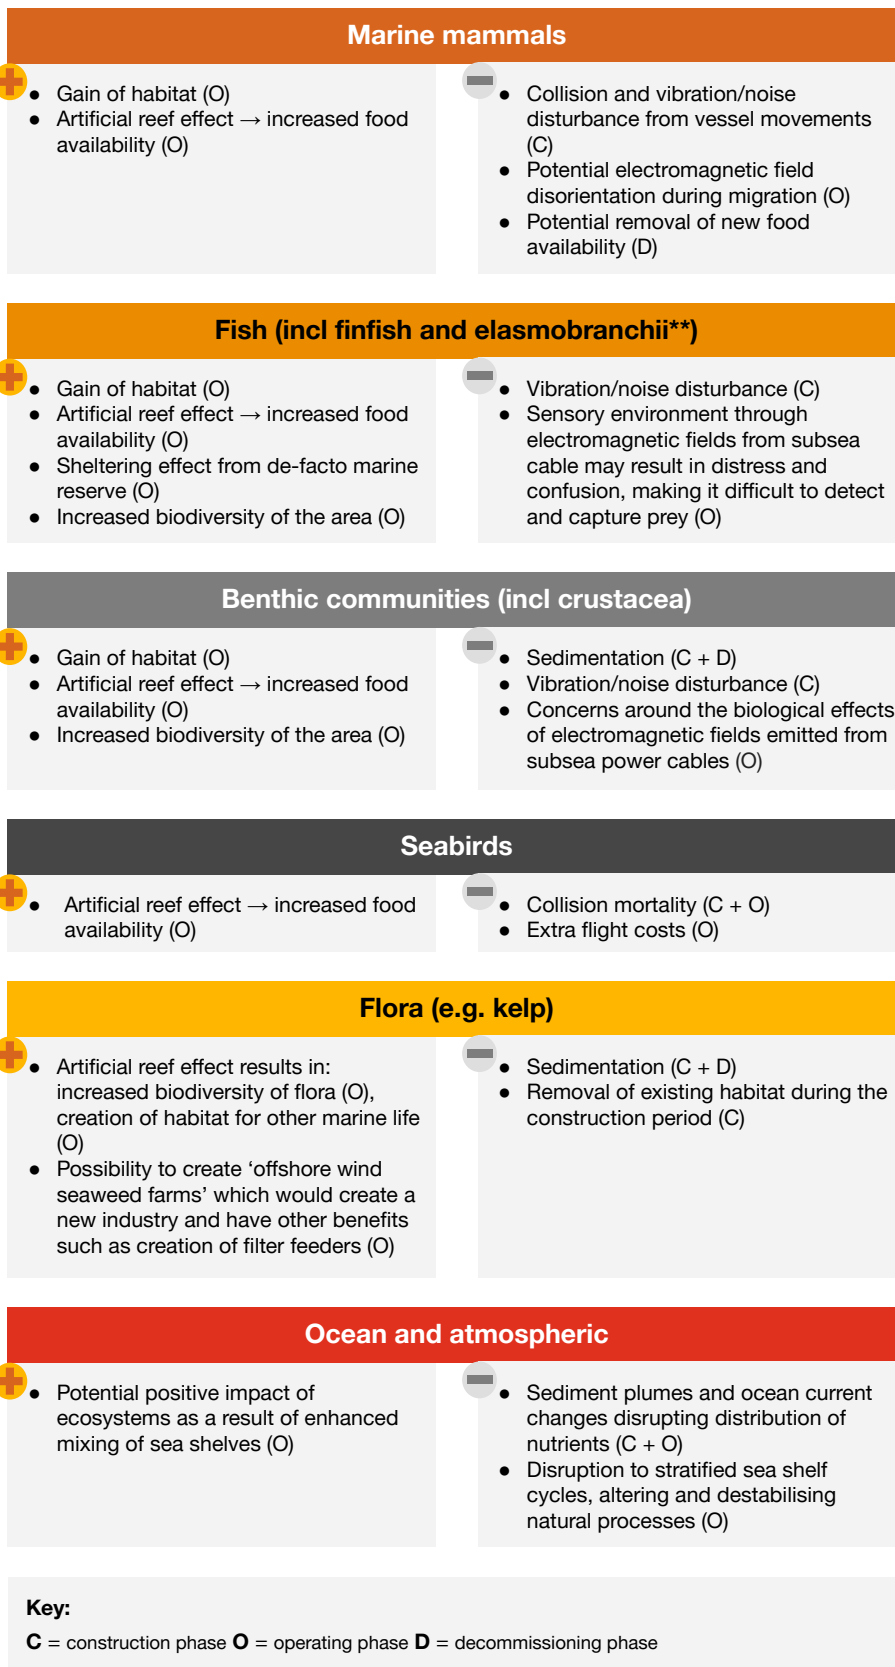 Marine mammals
● Gain of habitat (O)
● Artificial reef effect → increased food
availability (O)
● Collision and vibration/noise
disturbance from vessel movements
(C)
● Potential electromagnetic field
disorientation during migration (O)
● Potential removal of new food
availability (D)
Fish (incl finfish and elasmobranchii**)
● Gain of habitat (O)
● Artificial reef effect → increased food
availability (O)
● Sheltering effect from de-facto marine
reserve (O)
● Increased biodiversity of the area (O)
● Vibration/noise disturbance (C)
● Sensory environment through
electromagnetic fields from subsea
cable may result in distress and
confusion, making it difficult to detect
and capture prey (O)
Benthic communities (incl crustacea)
● Gain of habitat (O)
● Artificial reef effect → increased food
availability (O)
● Increased biodiversity of the area (O)
● Sedimentation (C + D)
● Vibration/noise disturbance (C)
● Concerns around the biological effects
of electromagnetic fields emitted from
subsea power cables (O)
Seabirds
● Artificial reef effect → increased food
availability (O)
● Collision mortality (C + O)
● Extra flight costs (O)
Flora (e.g. kelp)
● Artificial reef effect results in:
increased biodiversity of flora (O),
creation of habitat for other marine life
(O)
● Possibility to create ‘offshore wind
seaweed farms’ which would create a
new industry and have other benefits
such as creation of filter feeders (O)
● Sedimentation (C + D)
● Removal of existing habitat during the
construction period (C)
Ocean and atmospheric
● Potential positive impact of
ecosystems as a result of enhanced
mixing of sea shelves (O)
● Sediment plumes and ocean current
changes disrupting distribution of
nutrients (C + O)
● Disruption to stratified sea shelf
cycles, altering and destabilising
natural processes (O)
Key:
C = construction phase O = operating phase D = decommissioning phase